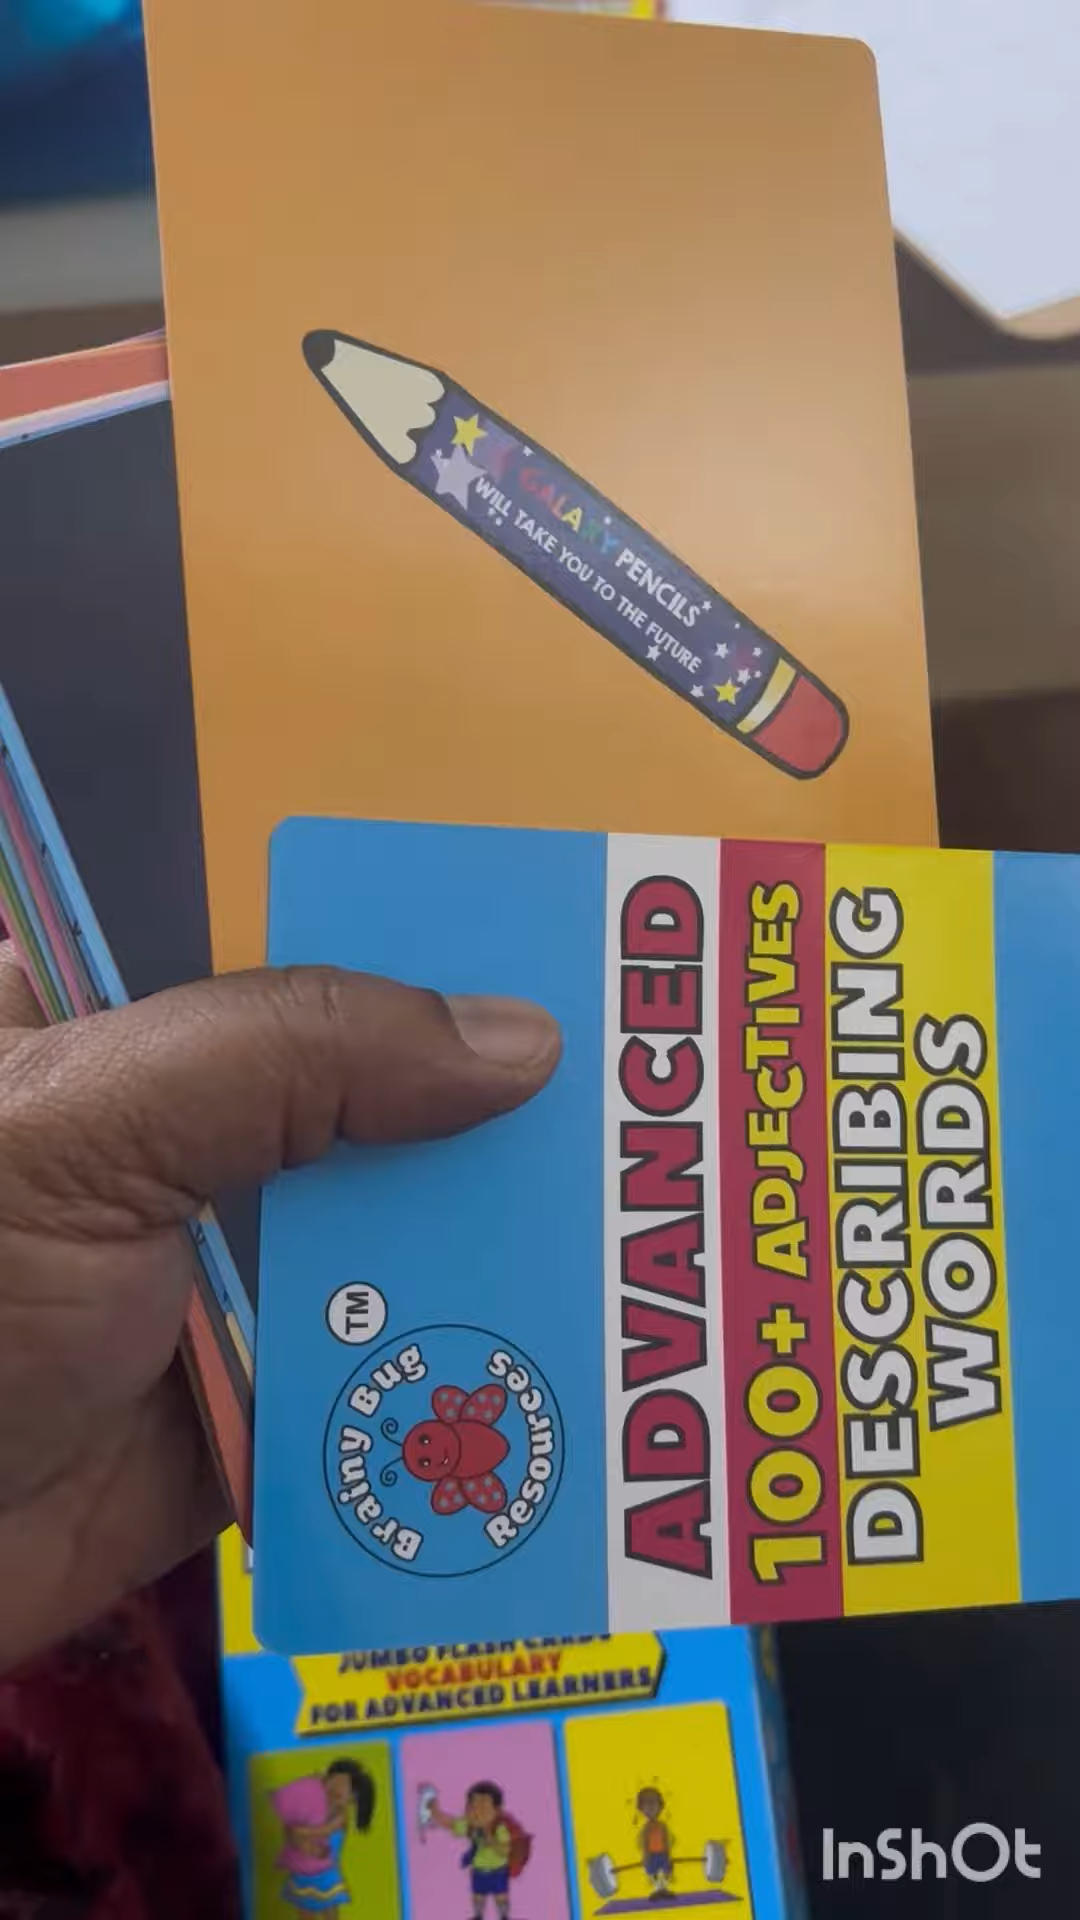 GALAXY PENCILS
WILL TAKE YOU TO THE FUTURE
ADVANCED
100+ ADJECTIVES
DESCRIBING
WORDS
TM
Brainy Bug
Resources
JUMBO FLASH CARDS
VOCABULARY
FOR ADVANCED LEARNERS
InShOt